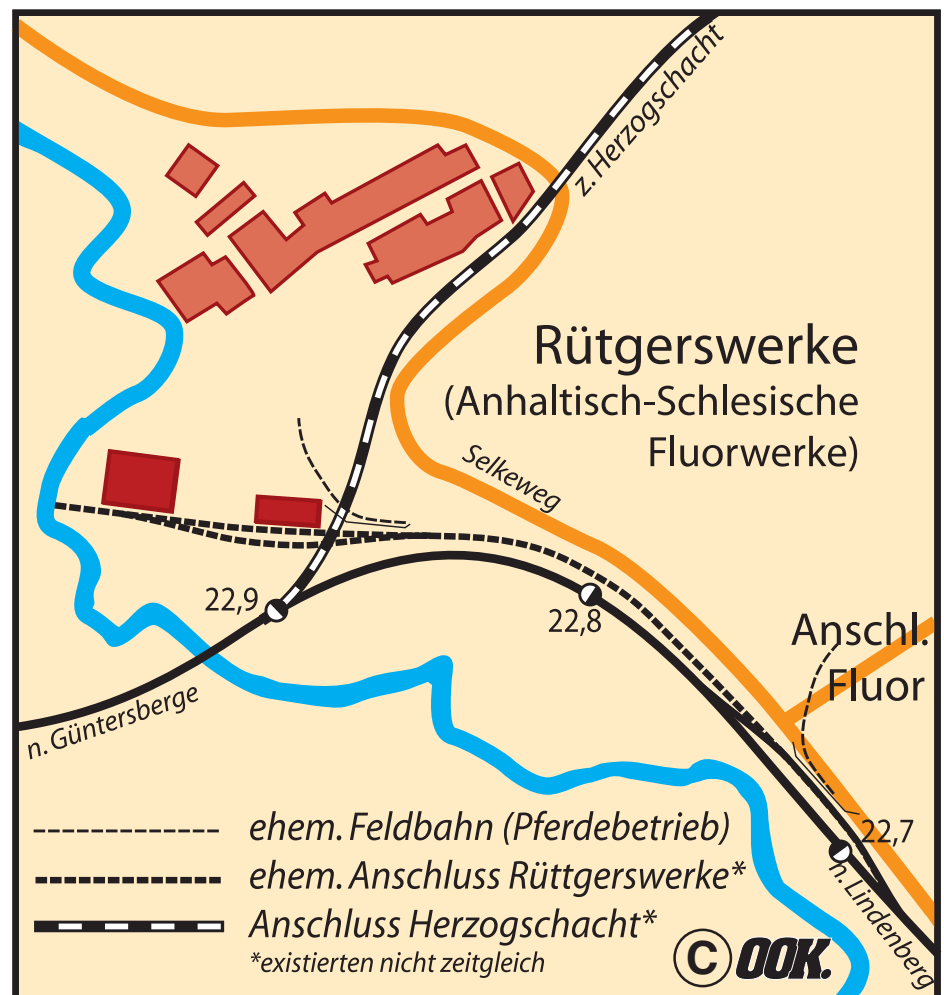 z. Herzogschacht
Rütgerswerke
(Anhaltisch-Schlesische
Fluorwerke)
Selkeweg
22,9
22,8
Anschl.
Fluor
n. Güntersberge
22,7
n. Lindenberg
ehem. Feldbahn (Pferdebetrieb)
ehem. Anschluss Rüttgerswerke*
Anschluss Herzogschacht*
*existierten nicht zeitgleich
© OOK.